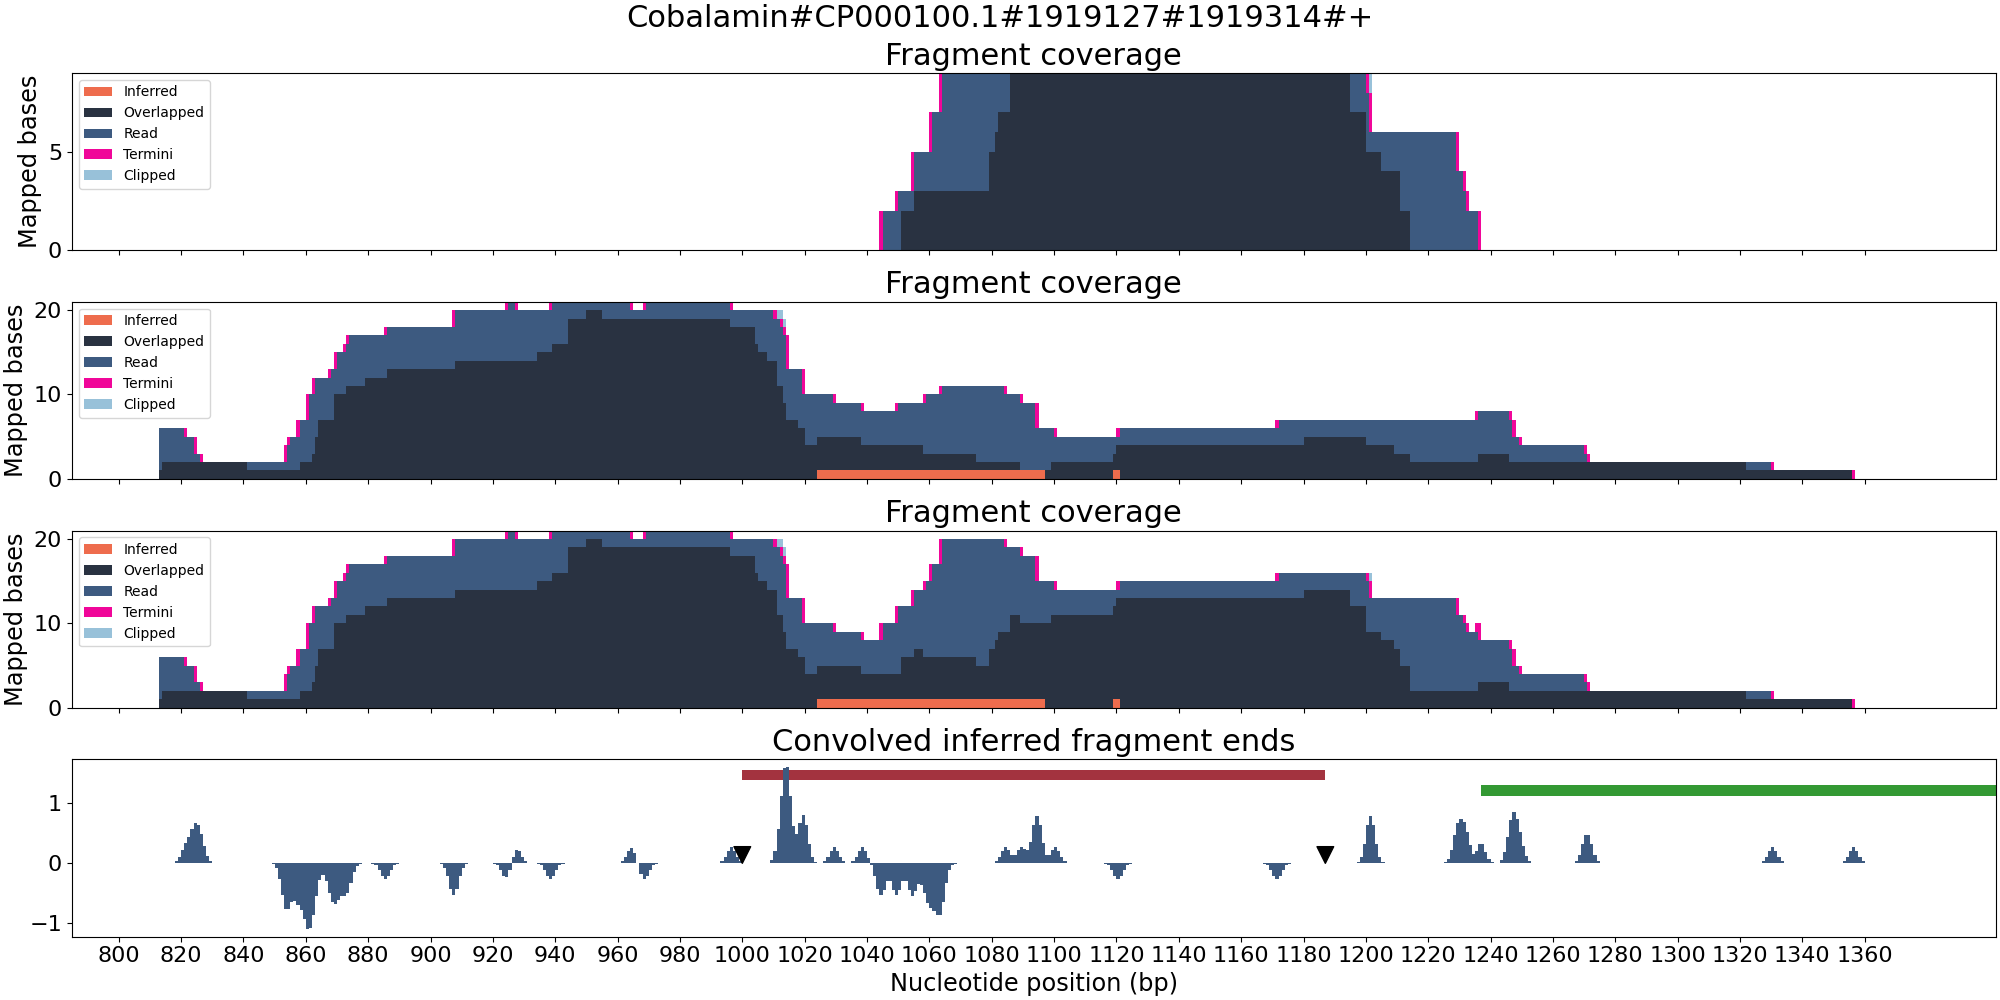 Cobalamin#CP000100.1#1919127#1919314#+
Fragment coverage
Mapped bases
5
0
Inferred
Overlapped
Read
Termini
Clipped
Fragment coverage
Mapped bases
20
10
0
Inferred
Overlapped
Read
Termini
Clipped
Fragment coverage
Mapped bases
20
10
0
Inferred
Overlapped
Read
Termini
Clipped
Convolved inferred fragment ends
1
0
−1
800 820 840 860 880 900 920 940 960 980 1000 1020 1040 1060 1080 1100 1120 1140 1160 1180 1200 1220 1240 1260 1280 1300 1320 1340 1360
Nucleotide position (bp)